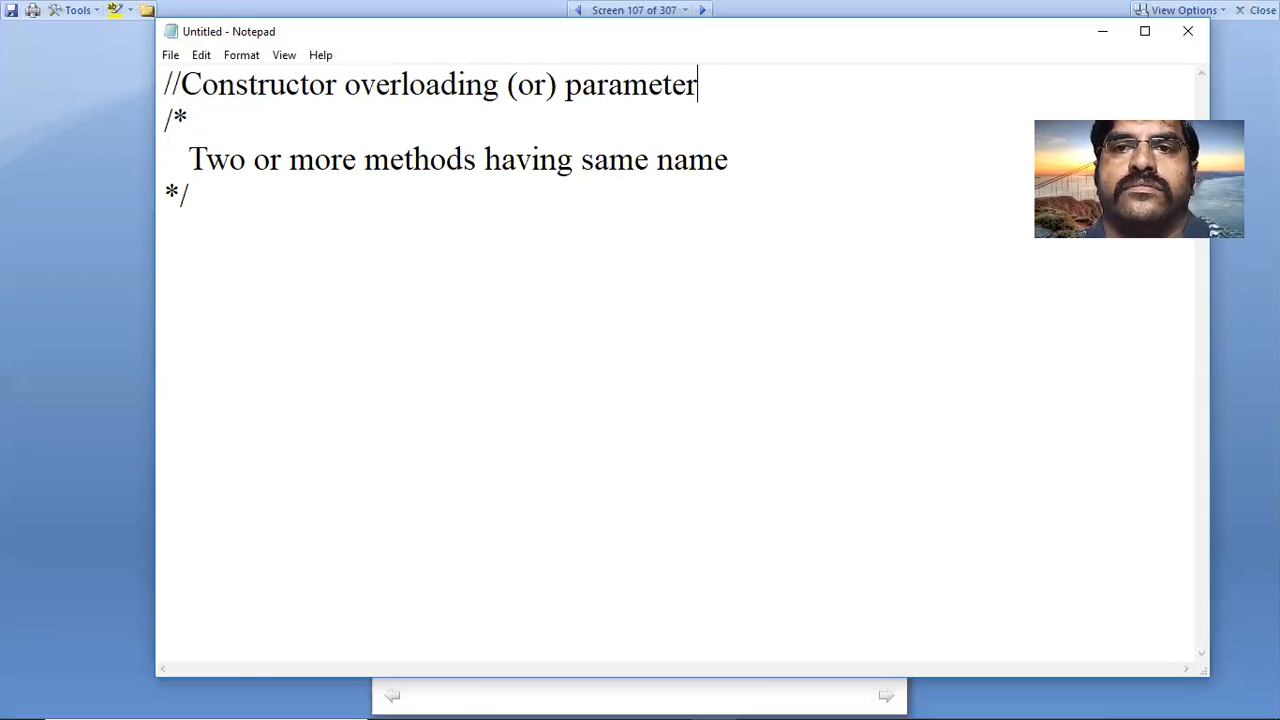 Tools
Screen 107 of 307
View Options
Close
Untitled - Notepad
File Edit Format View Help
//Constructor overloading (or) parameter
/*
Two or more methods having same name
*/